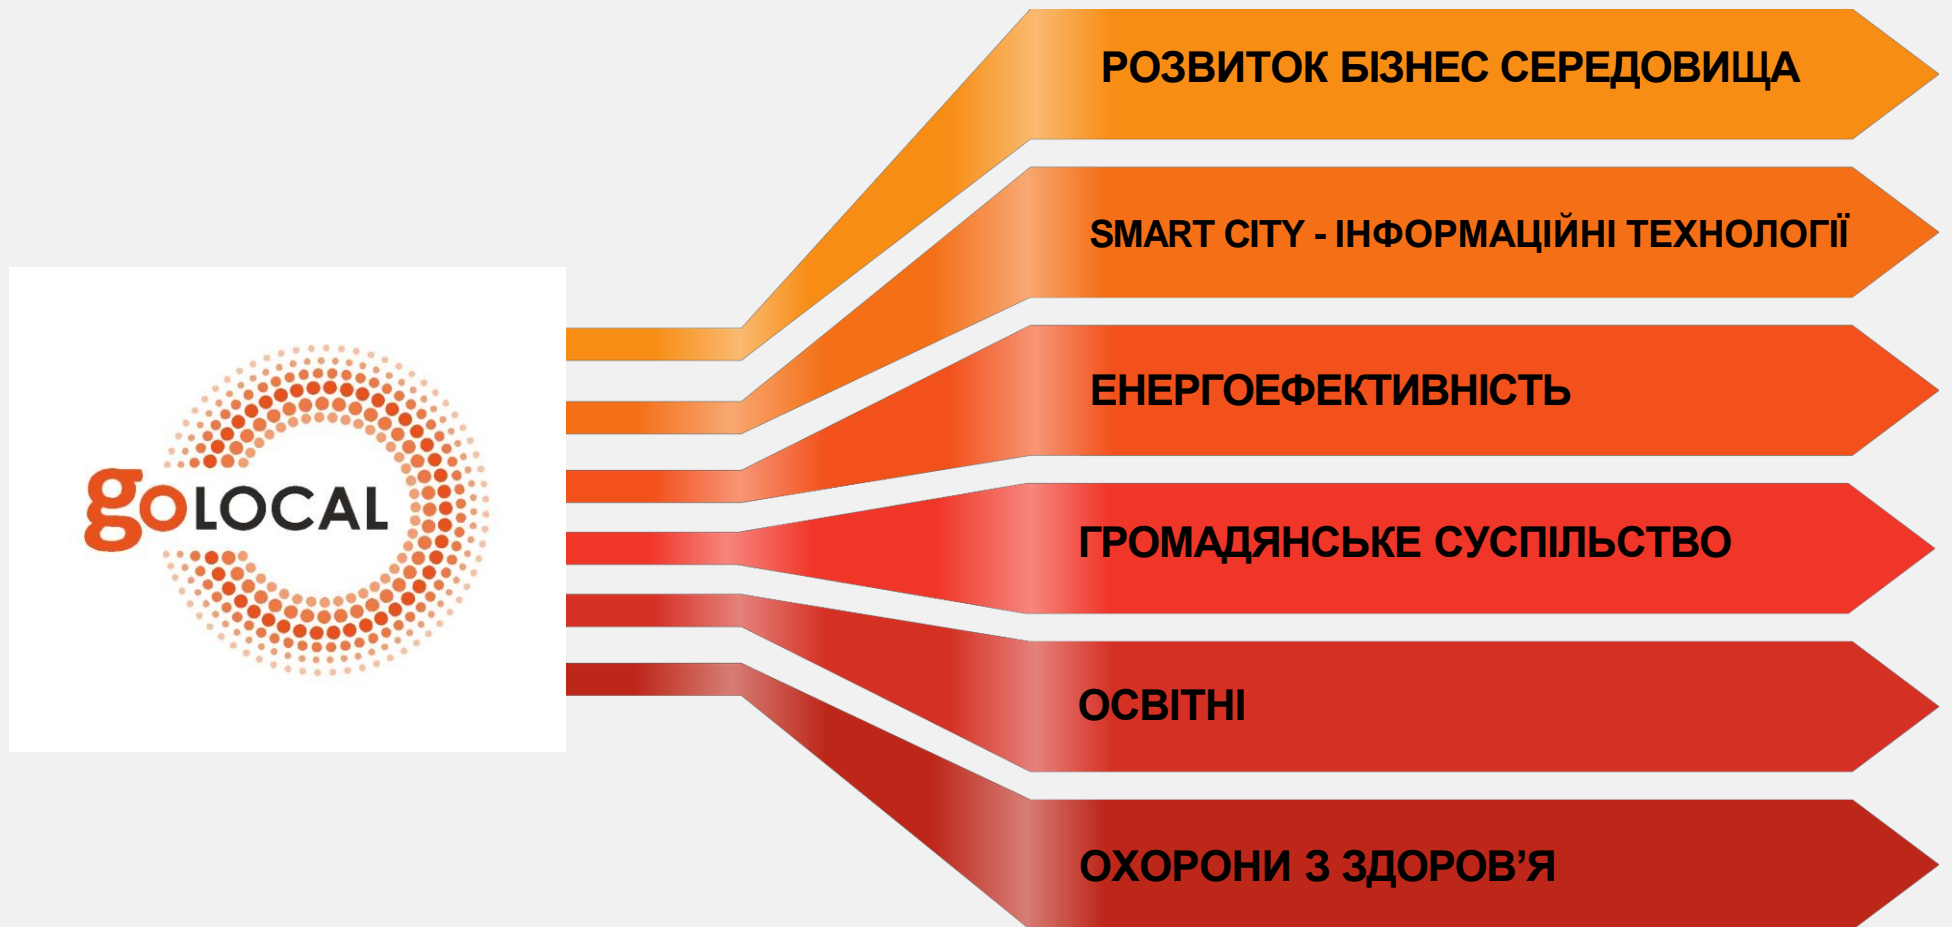 РОЗВИТОК БІЗНЕС СЕРЕДОВИЩА
SMART CITY - ІНФОРМАЦІЙНІ ТЕХНОЛОГІЇ
ЕНЕРГОЕФЕКТИВНІСТЬ
goLOCAL
ГРОМАДЯНСЬКЕ СУСПІЛЬСТВО
ОСВІТНІ
ОХОРОНИ З ЗДОРОВ’Я